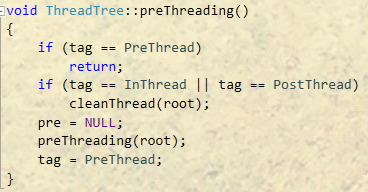 void ThreadTree::preThreading()
{
    if (tag == PreThread)
        return;
    if (tag == InThread || tag == PostThread)
        cleanThread(root);
    pre = NULL;
    preThreading(root);
    tag = PreThread;
}